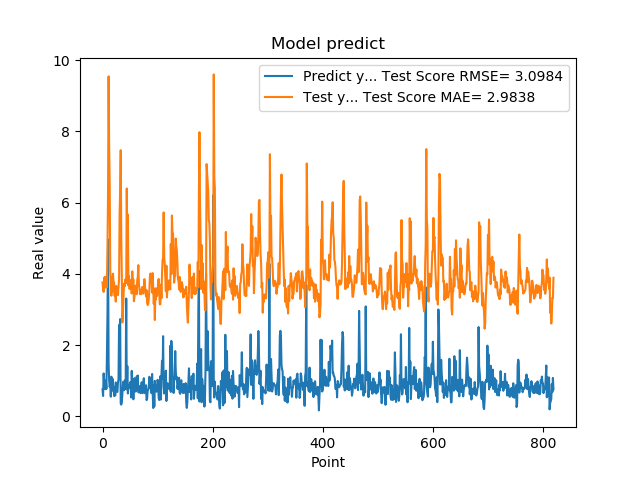 Model predict
Predict y... Test Score RMSE= 3.0984
Test y... Test Score MAE= 2.9838
Real value
10
8
6
4
2
0
0 200 400 600 800
Point